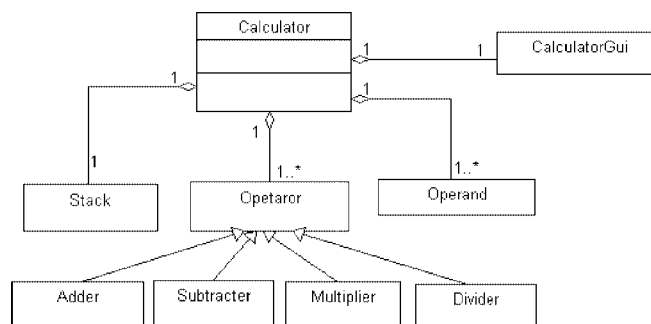 Calculator
1
1
CalculatorGui
1
1
1
1
1..*
1..*
Stack
Opetaror
Operand
Adder
Subtracter
Multiplier
Divider